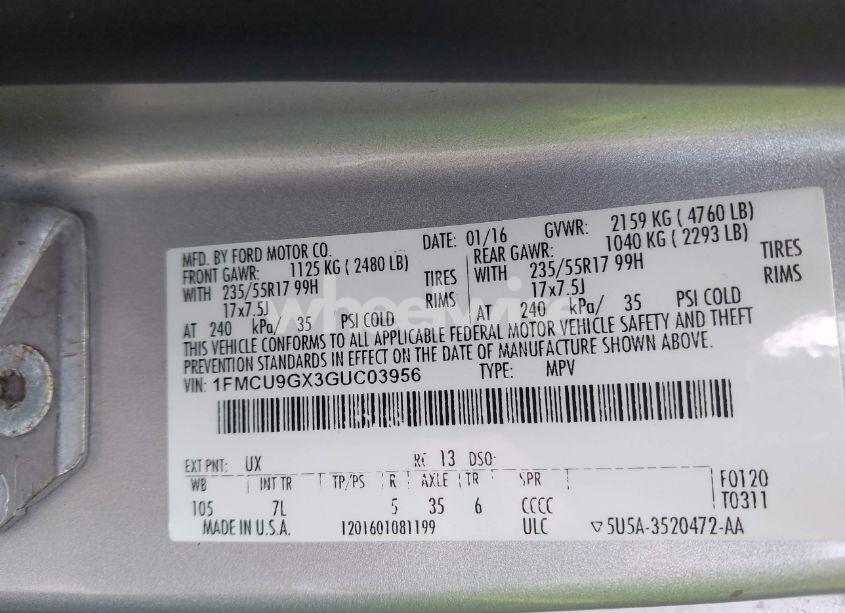 MFD. BY FORD MOTOR CO. DATE: 01/16 GVWR: 2159 KG ( 4760 LB)
FRONT GAWR: 1125 KG ( 2480 LB) REAR GAWR: 1040 KG ( 2293 LB)
WITH 235/55R17 99H TIRES WITH 235/55R17 99H TIRES
17x7.5J RIMS 17x7.5J RIMS
AT 240 kPa/ 35 PSI COLD AT 240 kPa/ 35 PSI COLD
THIS VEHICLE CONFORMS TO ALL APPLICABLE FEDERAL MOTOR VEHICLE SAFETY AND THEFT
PREVENTION STANDARDS IN EFFECT ON THE DATE OF MANUFACTURE SHOWN ABOVE.
VIN: 1FMCU9GX3GUC03956 TYPE: MPV
EXT PNT: UX RC 13 DSO:
WB INT TR TP/PS R AXLE TR SPR F0120
105 7L 5 35 6 CCCC T0311
MADE IN U.S.A. 1201601081199 ULC ▽5U5A-3520472-AA